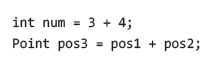 int num = 3 + 4;
Point pos3 = pos1 + pos2;